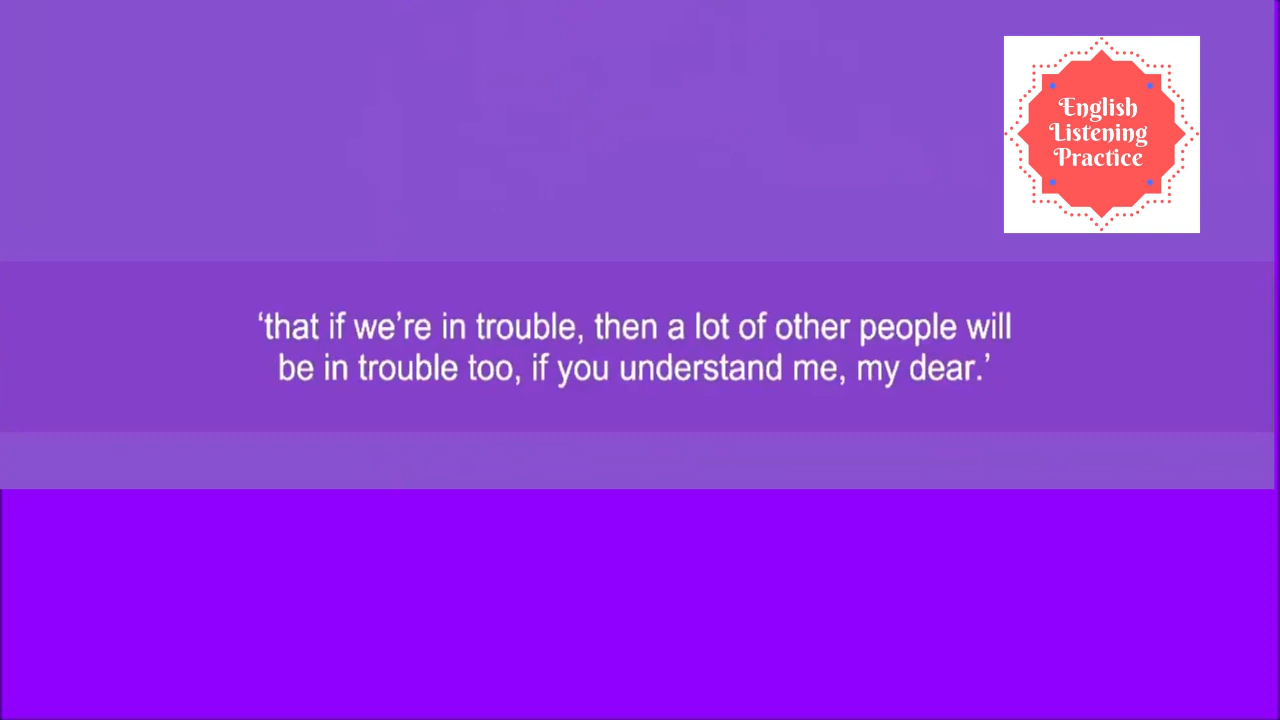 English
Listening
Practice
‘that if we’re in trouble, then a lot of other people will
be in trouble too, if you understand me, my dear.’